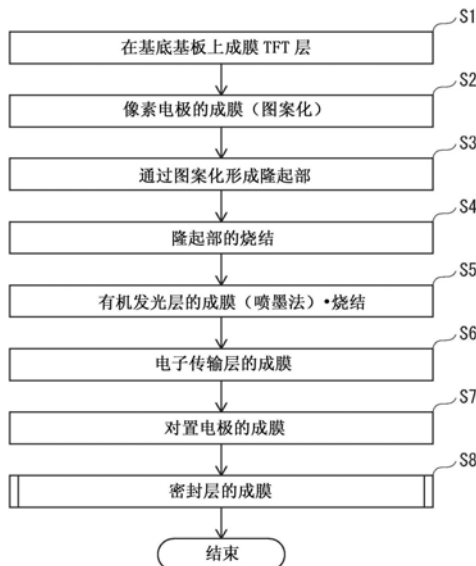 S1
在基底基板上成膜 TFT 层
S2
像素电极的成膜（图案化）
S3
通过图案化形成隆起部
S4
隆起部的烧结
S5
有机发光层的成膜（喷墨法）•烧结
S6
电子传输层的成膜
S7
对置电极的成膜
S8
密封层的成膜
结束